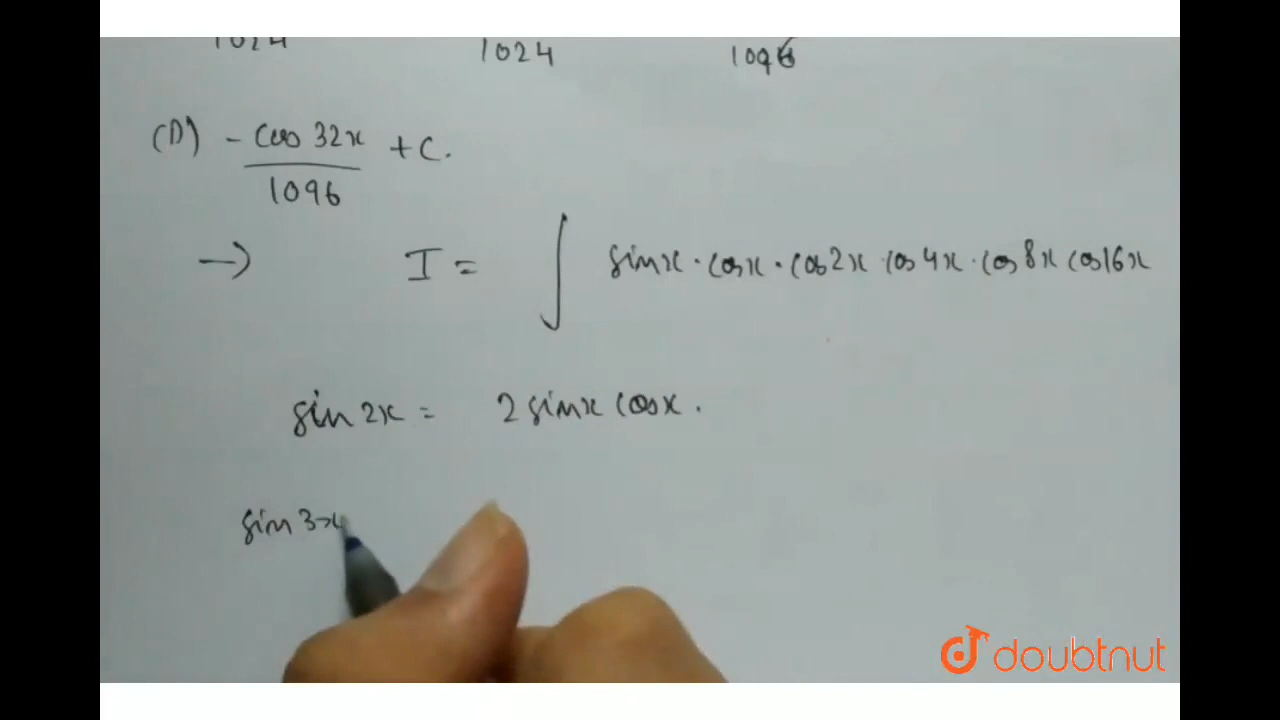 1024 1024 1096
(D) - cos 32x / 1096 + C.
→ I = ∫ sinx · cosx · cos2x · cos4x · cos8x cos16x
sin 2x = 2 sinx cosx .
sin 3x
doubtnut